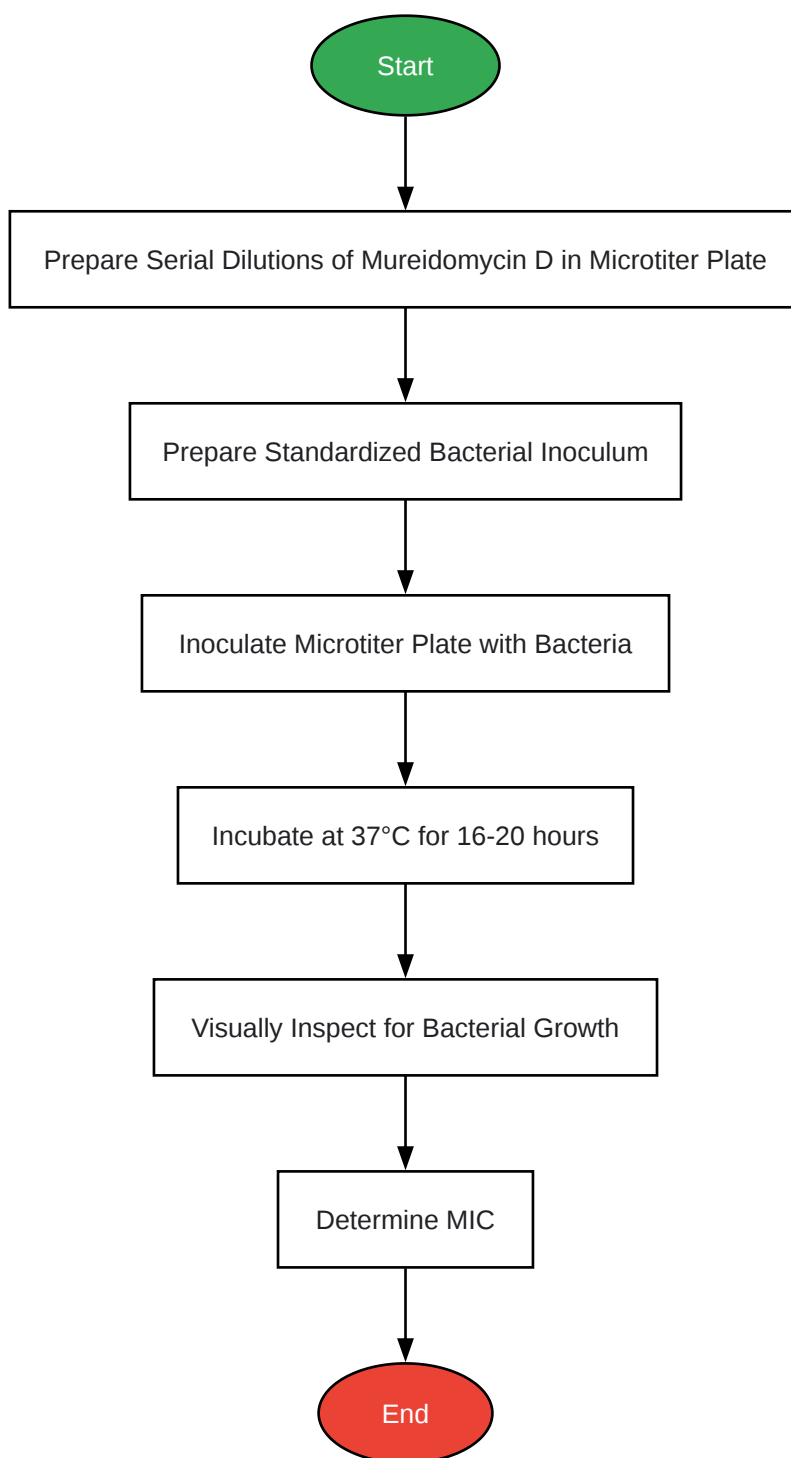 Start
Prepare Serial Dilutions of Mureidomycin D in Microtiter Plate
Prepare Standardized Bacterial Inoculum
Inoculate Microtiter Plate with Bacteria
Incubate at 37°C for 16-20 hours
Visually Inspect for Bacterial Growth
Determine MIC
End